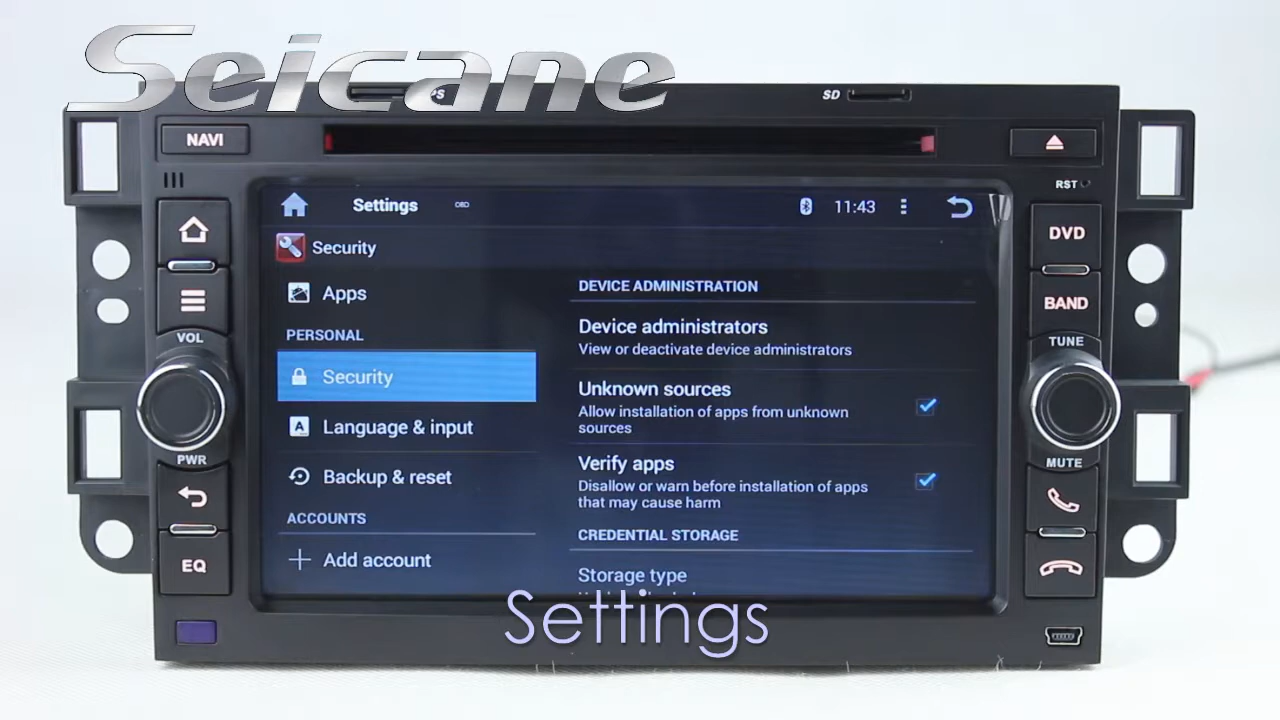 Seicane
SD
NAVI
RST
Settings
OBD
11:43
DVD
Security
Apps
DEVICE ADMINISTRATION
BAND
PERSONAL
Device administrators
View or deactivate device administrators
VOL
TUNE
Security
Unknown sources
Allow installation of apps from unknown
sources
Language & input
PWR
MUTE
Verify apps
Disallow or warn before installation of apps
that may cause harm
Backup & reset
ACCOUNTS
CREDENTIAL STORAGE
EQ
Add account
Storage type
Settings